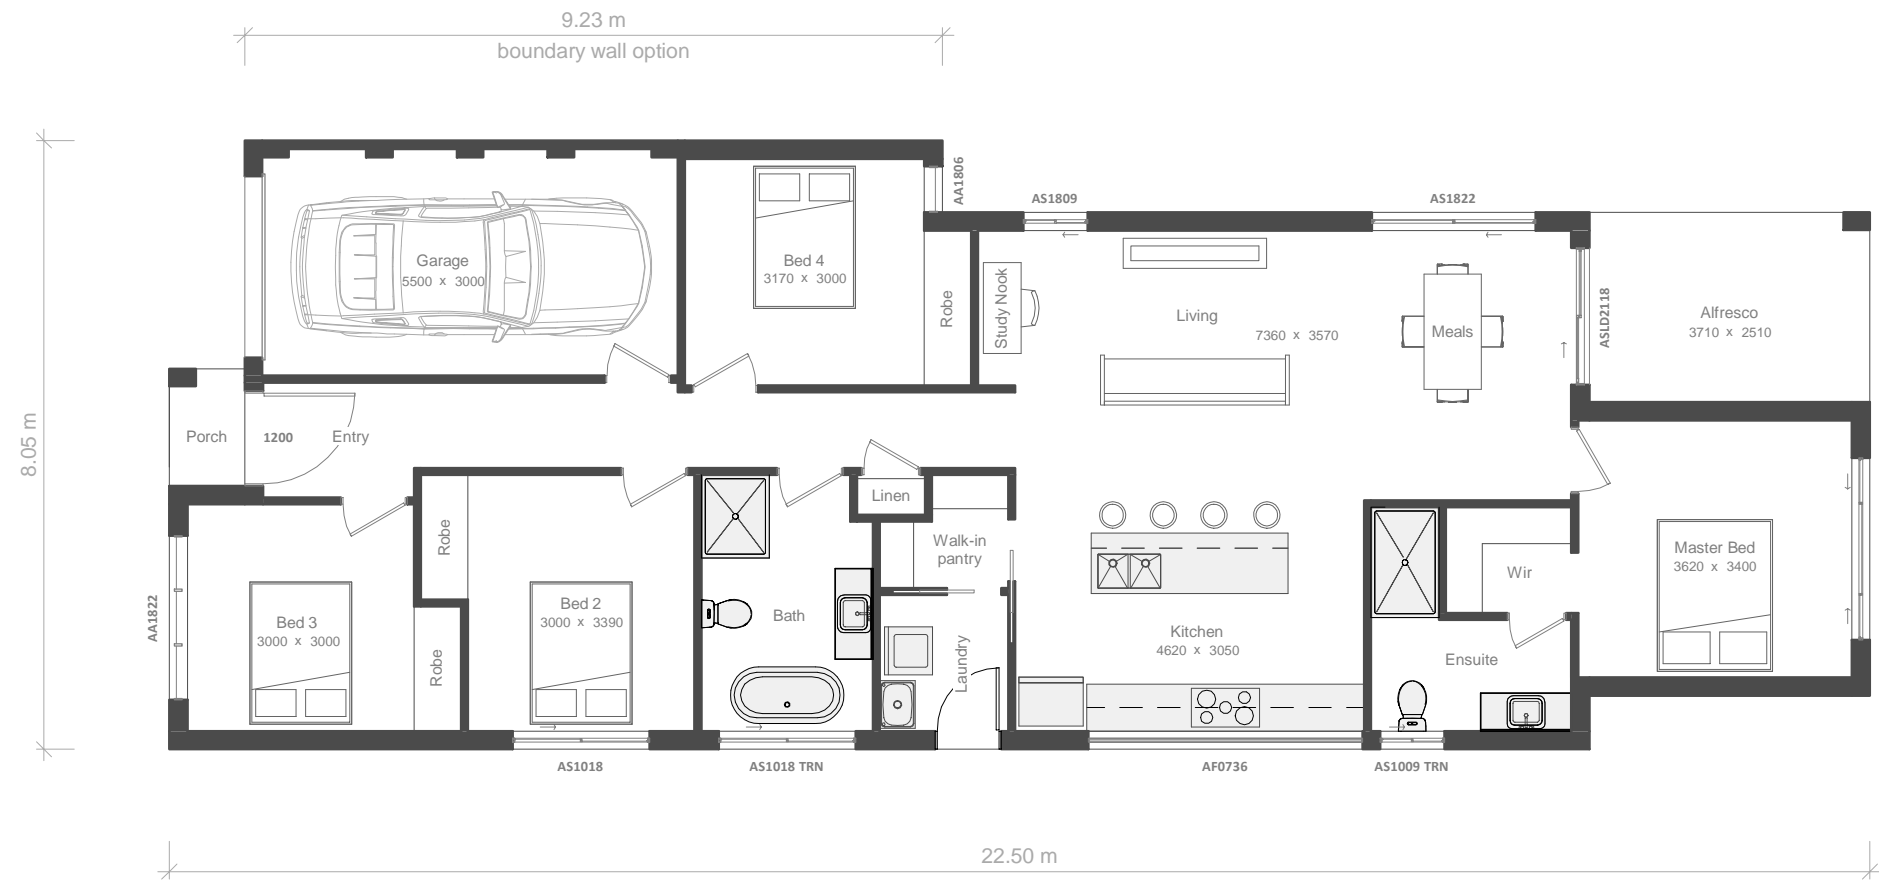 9.23 m
boundary wall option
8.05 m
AA1806
AS1809
AS1822
Garage
5500 x 3000
Bed 4
3170 x 3000
Robe
Study Nook
Living
7360 x 3570
Meals
ASLD2118
Alfresco
3710 x 2510
Porch
1200
Entry
Linen
Walk-in
pantry
Robe
Wir
Master Bed
3620 x 3400
AA1822
Bed 3
3000 x 3000
Robe
Bed 2
3000 x 3390
Bath
Laundry
Kitchen
4620 x 3050
Ensuite
AS1018
AS1018 TRN
AF0736
AS1009 TRN
22.50 m